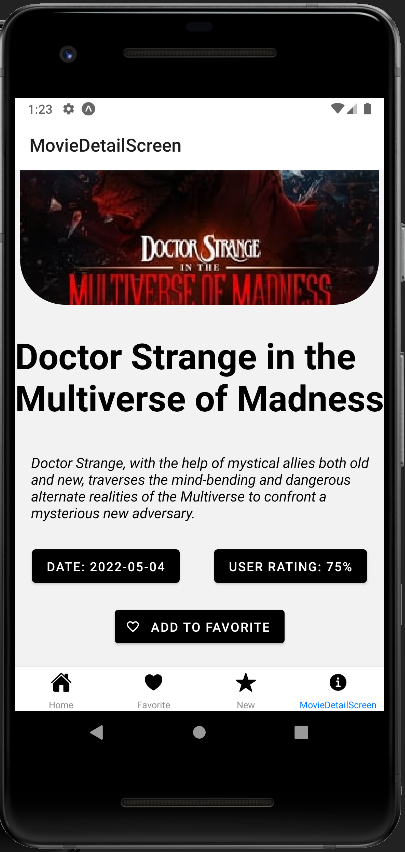 1:23
MovieDetailScreen
DOCTOR STRANGE
IN THE
MULTIVERSE OF MADNESS
Doctor Strange in the
Multiverse of Madness
Doctor Strange, with the help of mystical allies both old
and new, traverses the mind-bending and dangerous
alternate realities of the Multiverse to confront a
mysterious new adversary.
DATE: 2022-05-04 USER RATING: 75%
ADD TO FAVORITE
Home Favorite New MovieDetailScreen